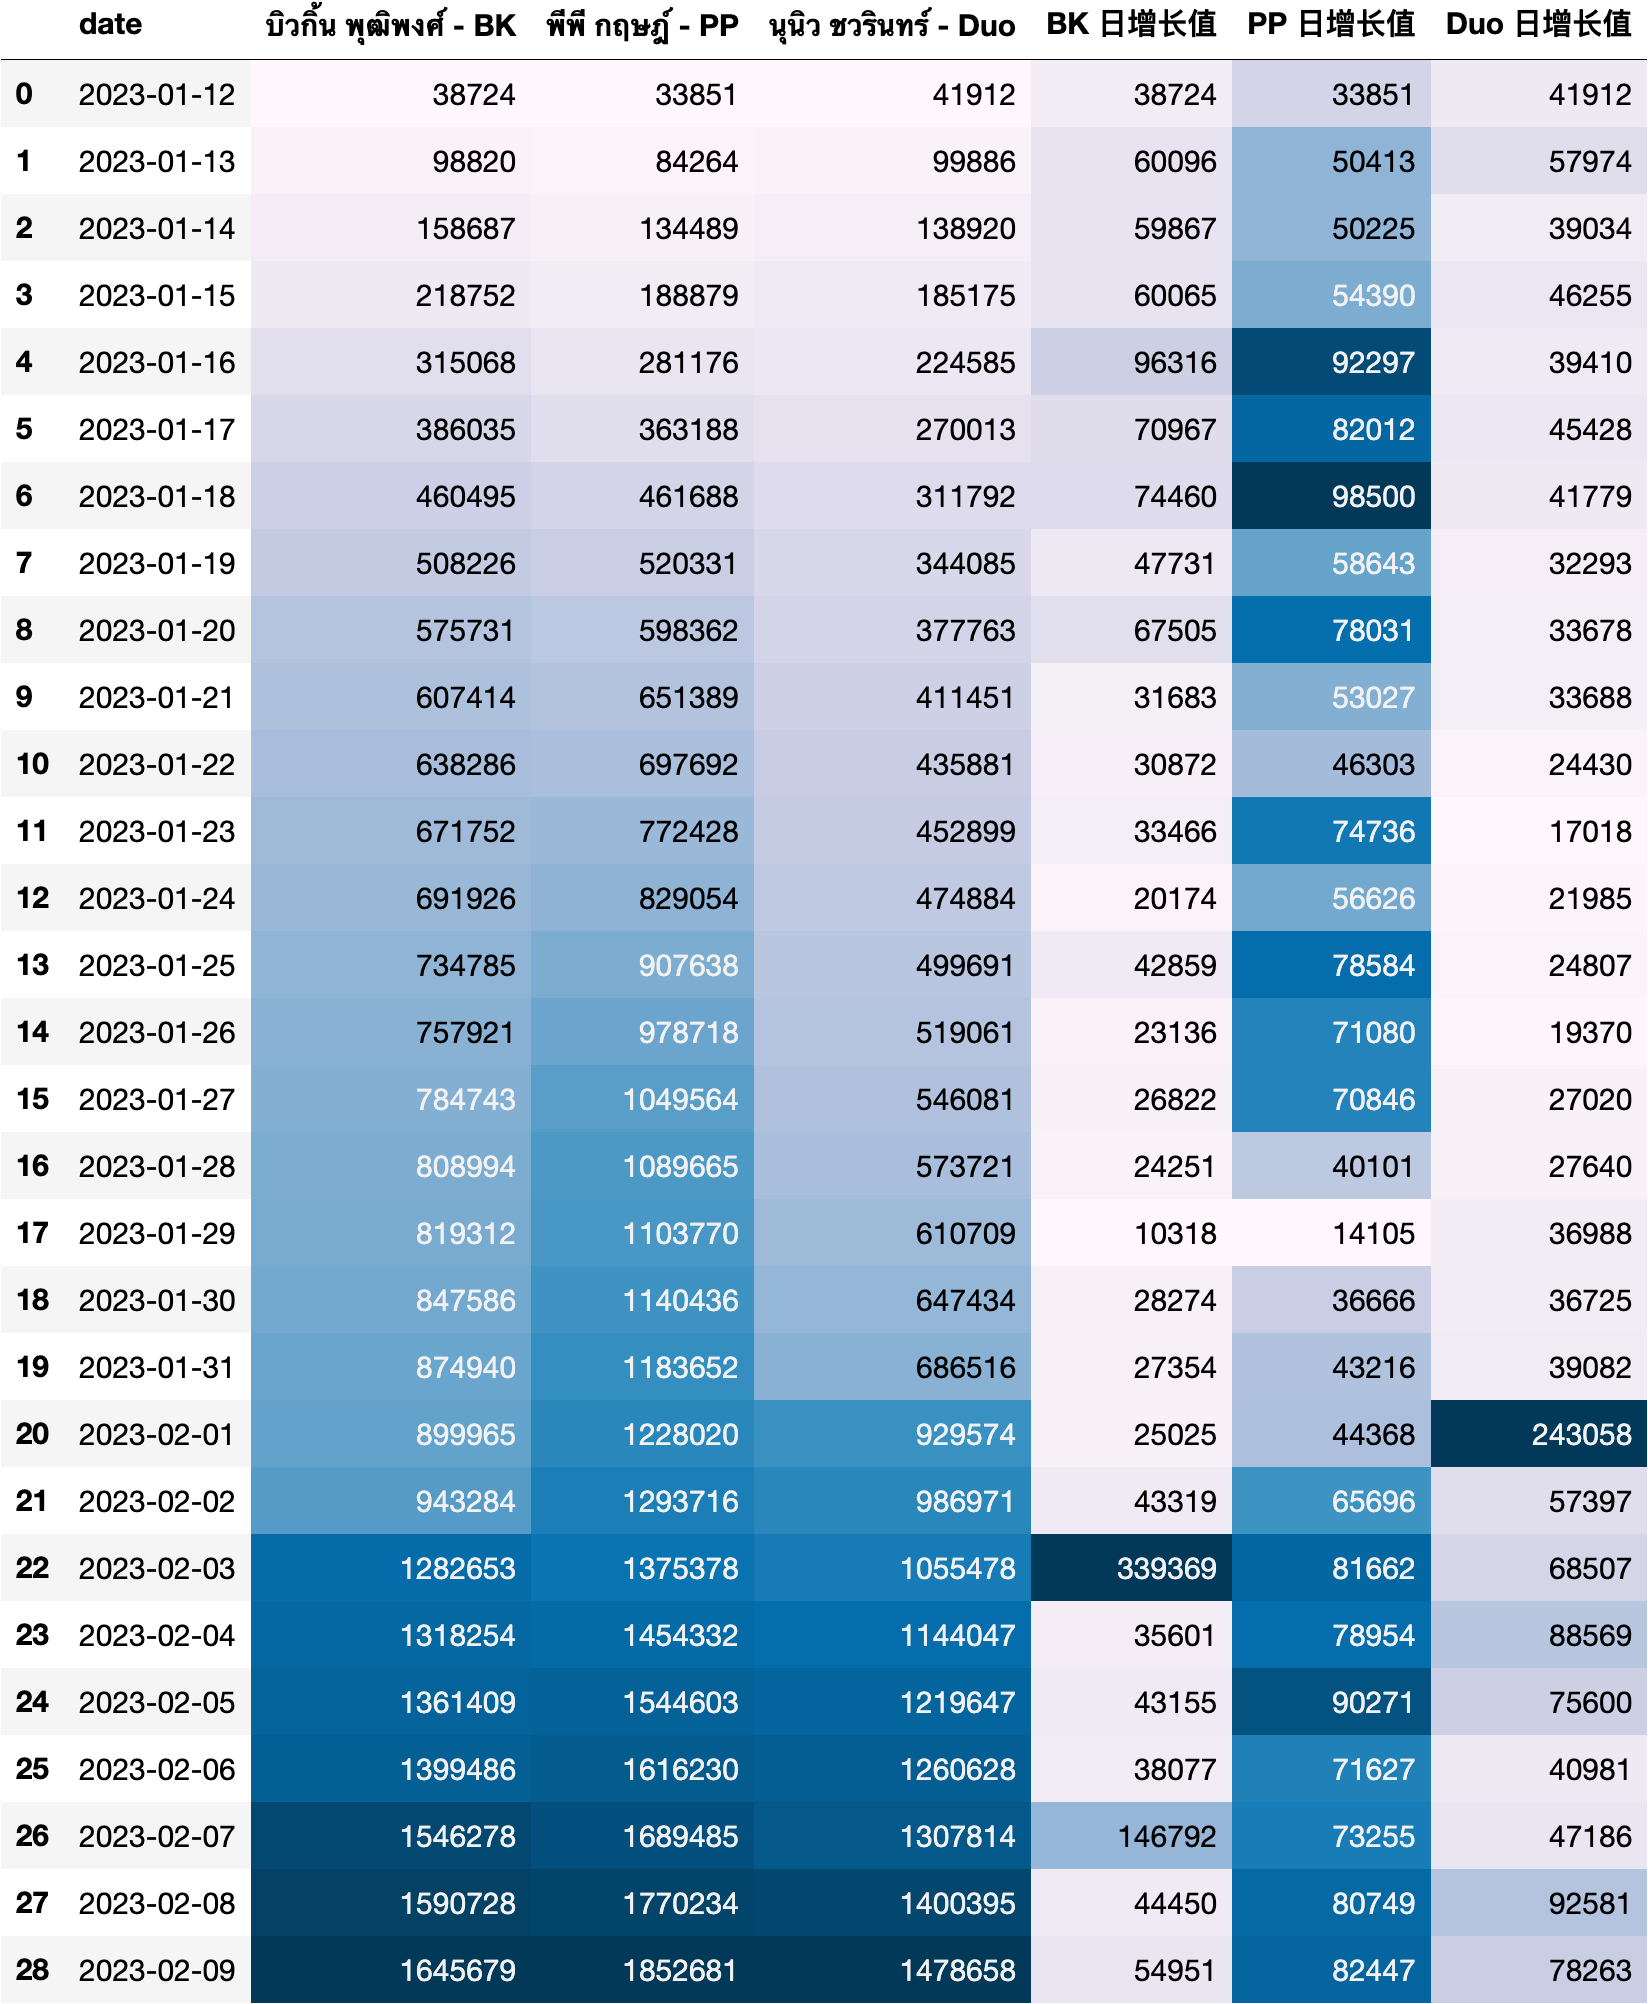 date บิวกิ้น พุฒิพงศ์ - BK พีพี กฤษฎ์ - PP นุนิว ชวรินทร์ - Duo BK 日增长值 PP 日增长值 Duo 日增长值
0 2023-01-12 38724 33851 41912 38724 33851 41912
1 2023-01-13 98820 84264 99886 60096 50413 57974
2 2023-01-14 158687 134489 138920 59867 50225 39034
3 2023-01-15 218752 188879 185175 60065 54390 46255
4 2023-01-16 315068 281176 224585 96316 92297 39410
5 2023-01-17 386035 363188 270013 70967 82012 45428
6 2023-01-18 460495 461688 311792 74460 98500 41779
7 2023-01-19 508226 520331 344085 47731 58643 32293
8 2023-01-20 575731 598362 377763 67505 78031 33678
9 2023-01-21 607414 651389 411451 31683 53027 33688
10 2023-01-22 638286 697692 435881 30872 46303 24430
11 2023-01-23 671752 772428 452899 33466 74736 17018
12 2023-01-24 691926 829054 474884 20174 56626 21985
13 2023-01-25 734785 907638 499691 42859 78584 24807
14 2023-01-26 757921 978718 519061 23136 71080 19370
15 2023-01-27 784743 1049564 546081 26822 70846 27020
16 2023-01-28 808994 1089665 573721 24251 40101 27640
17 2023-01-29 819312 1103770 610709 10318 14105 36988
18 2023-01-30 847586 1140436 647434 28274 36666 36725
19 2023-01-31 874940 1183652 686516 27354 43216 39082
20 2023-02-01 899965 1228020 929574 25025 44368 243058
21 2023-02-02 943284 1293716 986971 43319 65696 57397
22 2023-02-03 1282653 1375378 1055478 339369 81662 68507
23 2023-02-04 1318254 1454332 1144047 35601 78954 88569
24 2023-02-05 1361409 1544603 1219647 43155 90271 75600
25 2023-02-06 1399486 1616230 1260628 38077 71627 40981
26 2023-02-07 1546278 1689485 1307814 146792 73255 47186
27 2023-02-08 1590728 1770234 1400395 44450 80749 92581
28 2023-02-09 1645679 1852681 1478658 54951 82447 78263